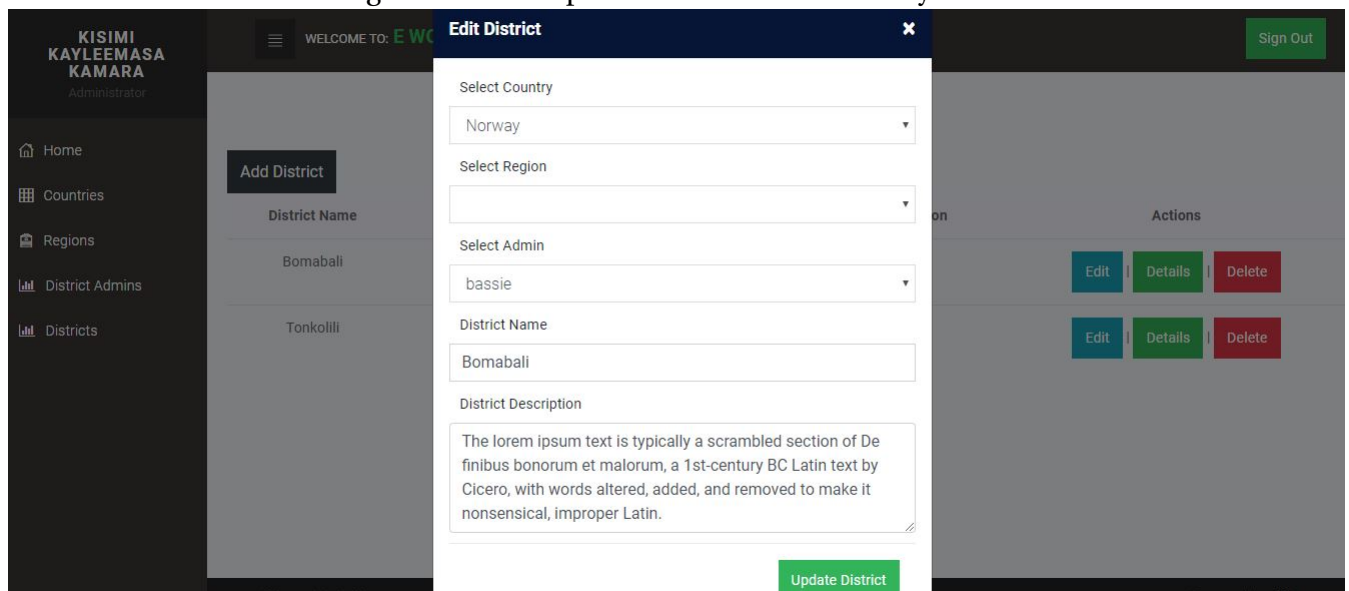 KISIMI
KAYLEEMASA
KAMARA
Administrator
Home
Countries
Regions
District Admins
Districts
WELCOME TO: E WO
Sign Out
Add District
District Name
on
Actions
Bomabali
Edit | Details | Delete
Tonkolili
Edit | Details | Delete
Edit District
Select Country
Norway
Select Region
Select Admin
bassie
District Name
Bomabali
District Description
The lorem ipsum text is typically a scrambled section of De
finibus bonorum et malorum, a 1st-century BC Latin text by
Cicero, with words altered, added, and removed to make it
nonsensical, improper Latin.
Update District